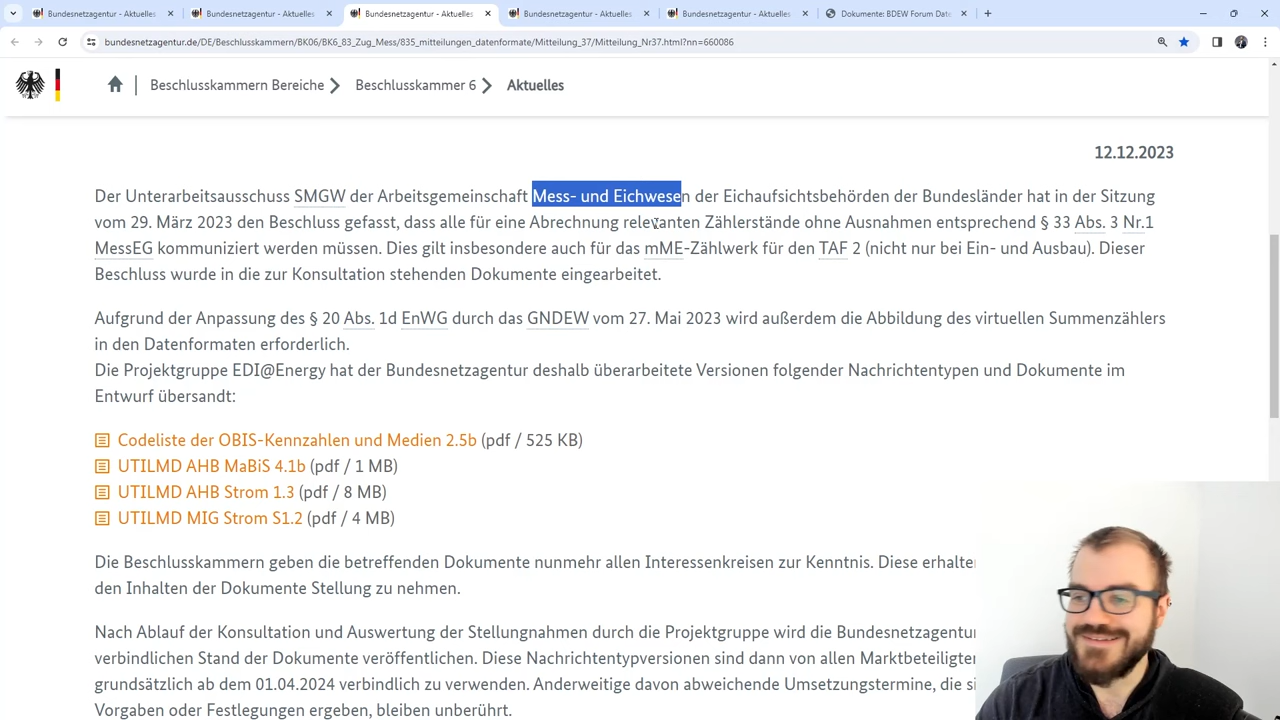 Bundesnetzagentur - Aktuelles
Bundesnetzagentur - Aktuelles
Bundesnetzagentur - Aktuelles
Bundesnetzagentur - Aktuelles
Bundesnetzagentur - Aktuelles
Dokumente: BDEW Forum Date
bundesnetzagentur.de/DE/Beschlusskammern/BK06/BK6_83_Zug_Mess/835_mitteilungen_datenformate/Mitteilung_37/Mitteilung_Nr37.html?nn=660086
Beschlusskammern Bereiche
Beschlusskammer 6
Aktuelles
12.12.2023
Der Unterarbeitsausschuss SMGW der Arbeitsgemeinschaft Mess- und Eichwesen der Eichaufsichtsbehörden der Bundesländer hat in der Sitzung
vom 29. März 2023 den Beschluss gefasst, dass alle für eine Abrechnung relevanten Zählerstände ohne Ausnahmen entsprechend § 33 Abs. 3 Nr.1
MessEG kommuniziert werden müssen. Dies gilt insbesondere auch für das mME-Zählwerk für den TAF 2 (nicht nur bei Ein- und Ausbau). Dieser
Beschluss wurde in die zur Konsultation stehenden Dokumente eingearbeitet.
Aufgrund der Anpassung des § 20 Abs. 1d EnWG durch das GNDEW vom 27. Mai 2023 wird außerdem die Abbildung des virtuellen Summenzählers
in den Datenformaten erforderlich.
Die Projektgruppe EDI@Energy hat der Bundesnetzagentur deshalb überarbeitete Versionen folgender Nachrichtentypen und Dokumente im
Entwurf übersandt:
Codeliste der OBIS-Kennzahlen und Medien 2.5b (pdf / 525 KB)
UTILMD AHB MaBiS 4.1b (pdf / 1 MB)
UTILMD AHB Strom 1.3 (pdf / 8 MB)
UTILMD MIG Strom S1.2 (pdf / 4 MB)
Die Beschlusskammern geben die betreffenden Dokumente nunmehr allen Interessenkreisen zur Kenntnis. Diese erhalte
den Inhalten der Dokumente Stellung zu nehmen.
Nach Ablauf der Konsultation und Auswertung der Stellungnahmen durch die Projektgruppe wird die Bundesnetzagentur
verbindlichen Stand der Dokumente veröffentlichen. Diese Nachrichtentypversionen sind dann von allen Marktbeteiligten
grundsätzlich ab dem 01.04.2024 verbindlich zu verwenden. Anderweitige davon abweichende Umsetzungstermine, die si
Vorgaben oder Festlegungen ergeben, bleiben unberührt.